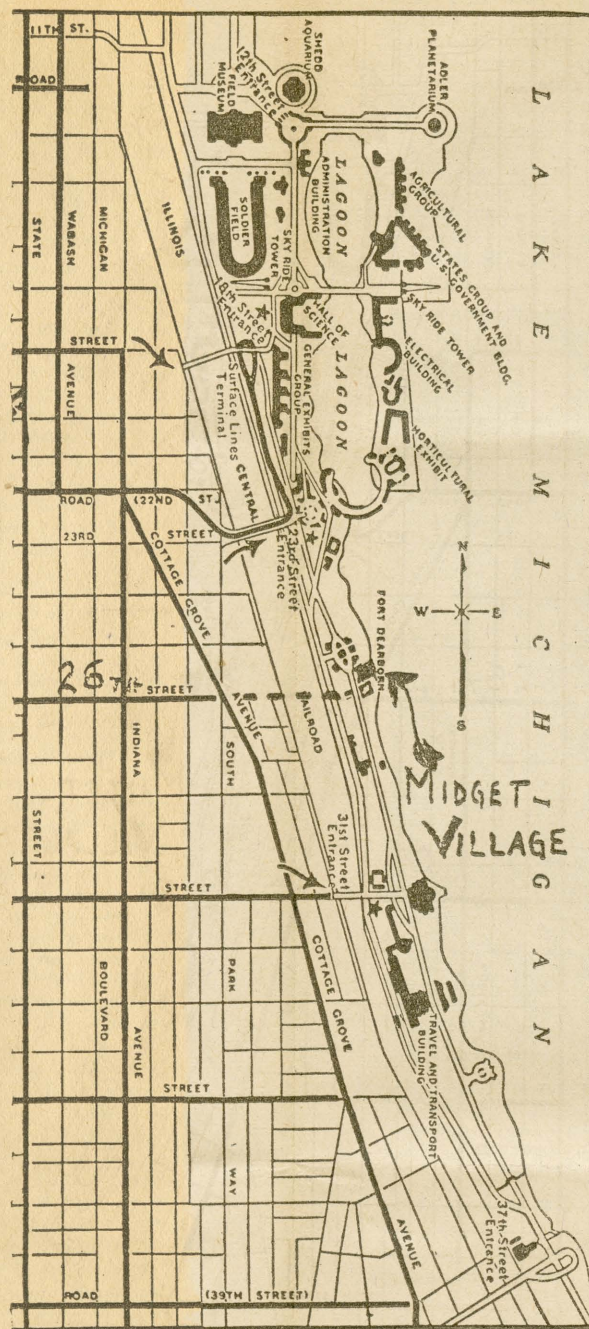 11TH ST.
ROAD
12th Street
Entrance
SHEDD
AQUARIUM
ADLER
PLANETARIUM
FIELD
MUSEUM
LAKE MICHIGAN
LAGOON
ADMINISTRATION
BUILDING
AGRICULTURAL
GROUP
STATES GROUP AND
U.S. GOVERNMENT BLDG.
SOLDIER
FIELD
SKY RIDE
TOWER
SKY RIDE TOWER
STATE
WABASH
MICHIGAN
ILLINOIS
18th Street
Entrance
HALL OF
SCIENCE
LAGOON
ELECTRICAL
BUILDING
STREET
AVENUE
Surface Lines
Terminal
GENERAL EXHIBITS
GROUP
HORTICULTURAL
EXHIBIT
CENTRAL
ROAD
(22ND ST.)
23RD STREET
23rd Street
Entrance
COTTAGE GROVE
N
W E
S
FORT DEARBORN
26TH STREET
AVENUE
RAILROAD
INDIANA
SOUTH
MIDGET
VILLAGE
STREET
31st Street
Entrance
STREET
BOULEVARD
PARK
COTTAGE
GROVE
TRAVEL AND TRANSPORT
BUILDING
AVENUE
STREET
WAY
AVENUE
37th Street
Entrance
ROAD
(39TH STREET)